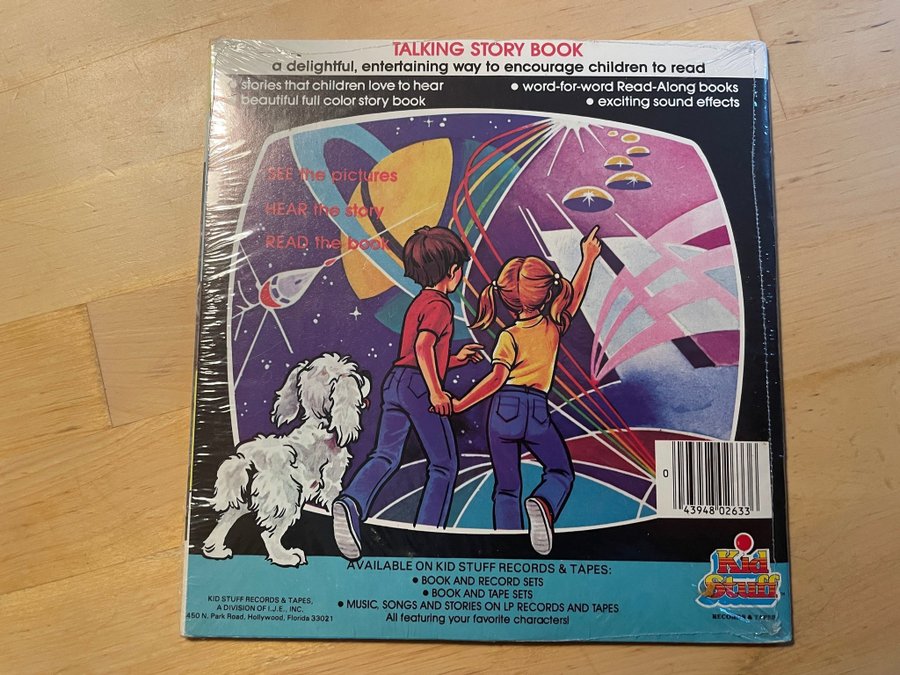 TALKING STORY BOOK
a delightful, entertaining way to encourage children to read
• stories that children love to hear
beautiful full color story book
• word-for-word Read-Along books
• exciting sound effects
SEE the pictures
HEAR the story
READ the book
0
43948 02633
AVAILABLE ON KID STUFF RECORDS & TAPES:
• BOOK AND RECORD SETS
• BOOK AND TAPE SETS
• MUSIC, SONGS AND STORIES ON LP RECORDS AND TAPES
All featuring your favorite characters!
KID STUFF RECORDS & TAPES,
A DIVISION OF I.J.E., INC.
450 N. Park Road, Hollywood, Florida 33021
Kid
Stuff
TM
RECORDS & TAPES